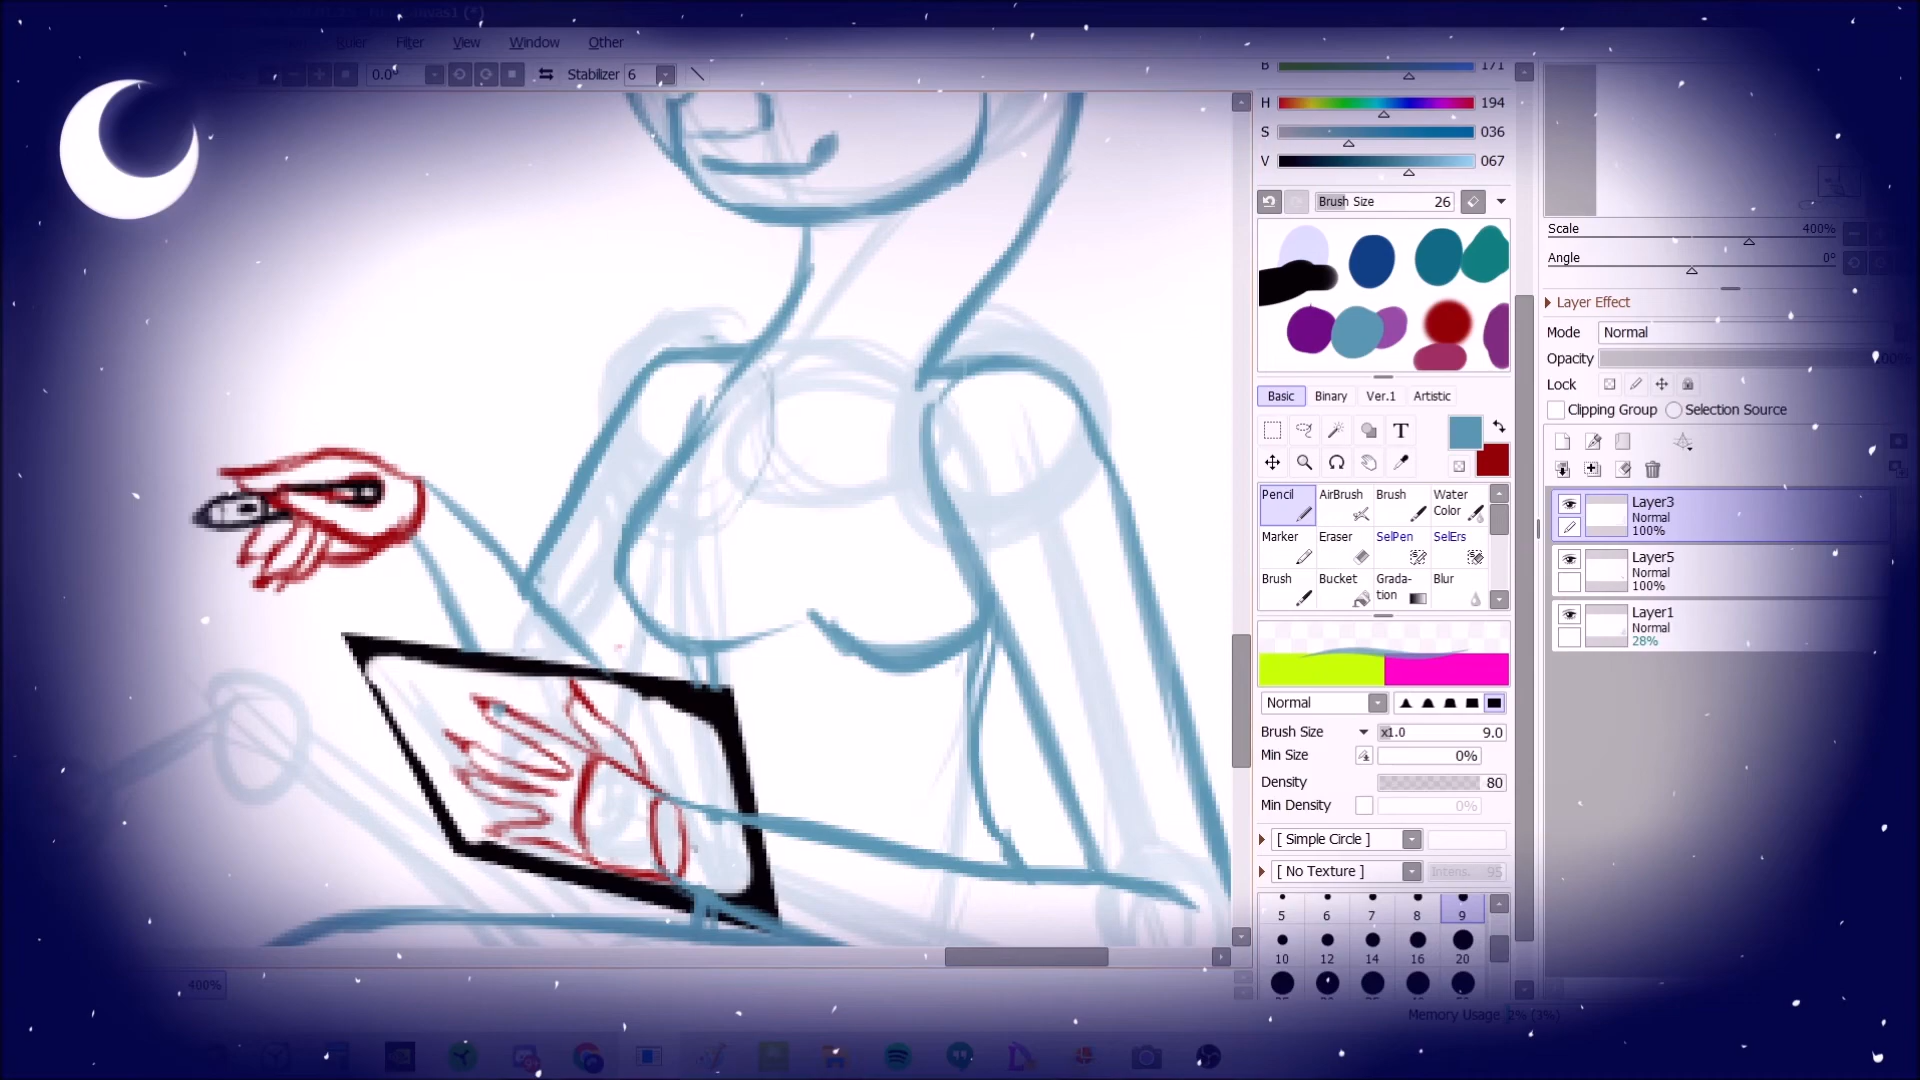 Ruler Filter View Window Other
0.0° Stabilizer 6
B 171
H 194
S 036
V 067
Brush Size 26
Scale 400%
Angle 0°
Layer Effect
Mode Normal
Opacity 100%
Lock
Clipping Group Selection Source
Basic Binary Ver.1 Artistic
T
Pencil AirBrush Brush Water Color
Marker Eraser SelPen SelErs
Brush Bucket Grada-tion Blur
Layer3
Normal
100%
Layer5
Normal
100%
Layer1
Normal
28%
Normal
Brush Size x1.0 9.0
Min Size 0%
Density 80
Min Density 0%
[ Simple Circle ]
[ No Texture ] Intens. 95
5 6 7 8 9
10 12 14 16 20
400%
Memory Usage 2% (3%)